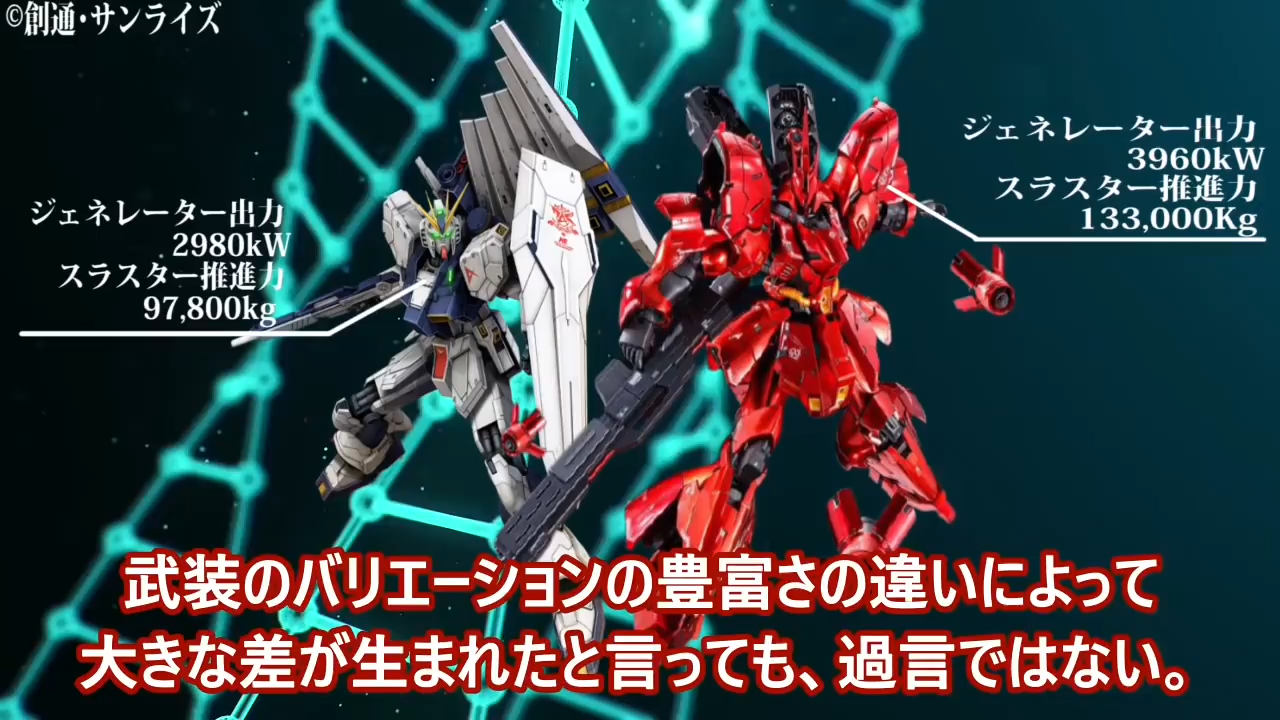 ©創通・サンライズ
ジェネレーター出力
2980kW
スラスター推進力
97,800kg
ジェネレーター出力
3960kW
スラスター推進力
133,000Kg
武装のバリエーションの豊富さの違いによって
大きな差が生まれたと言っても、過言ではない。